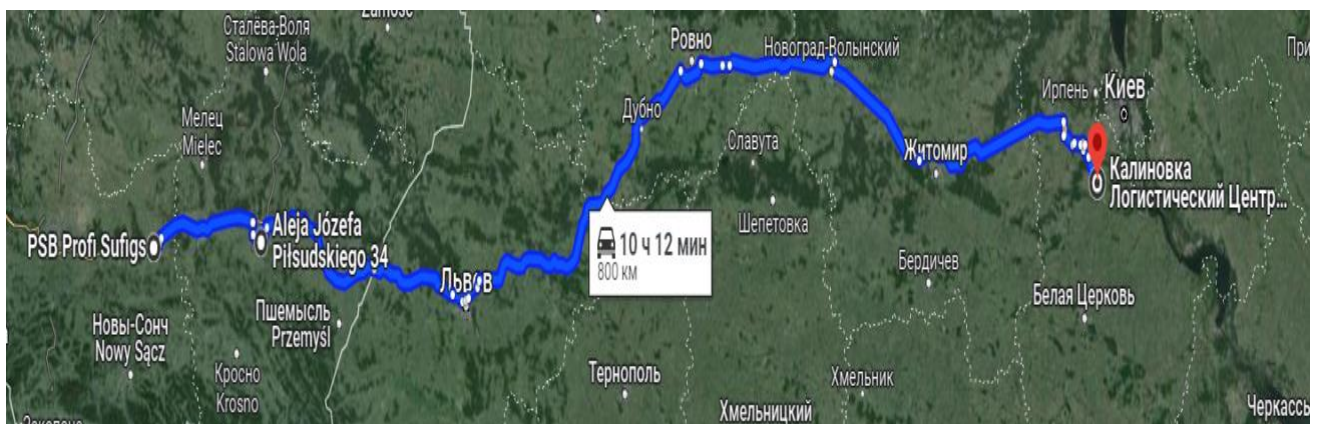 Замость
Сталёва-Воля
Stalowa Wola
Ровно
Новоград-Волынский
При
Ирпень
Киев
Мелец
Mielec
Дубно
Славута
Житомир
Калиновка
Логистический Центр...
PSB Profi Sufigs
Aleja Józefa
Piłsudskiego 34
Шепетовка
10 ч 12 мин
800 км
Львов
Бердичев
Новы-Сонч
Nowy Sącz
Пшемысль
Przemyśl
Белая Церковь
Кросно
Krosno
Тернополь
Хмельник
Хмельницкий
Черкассы